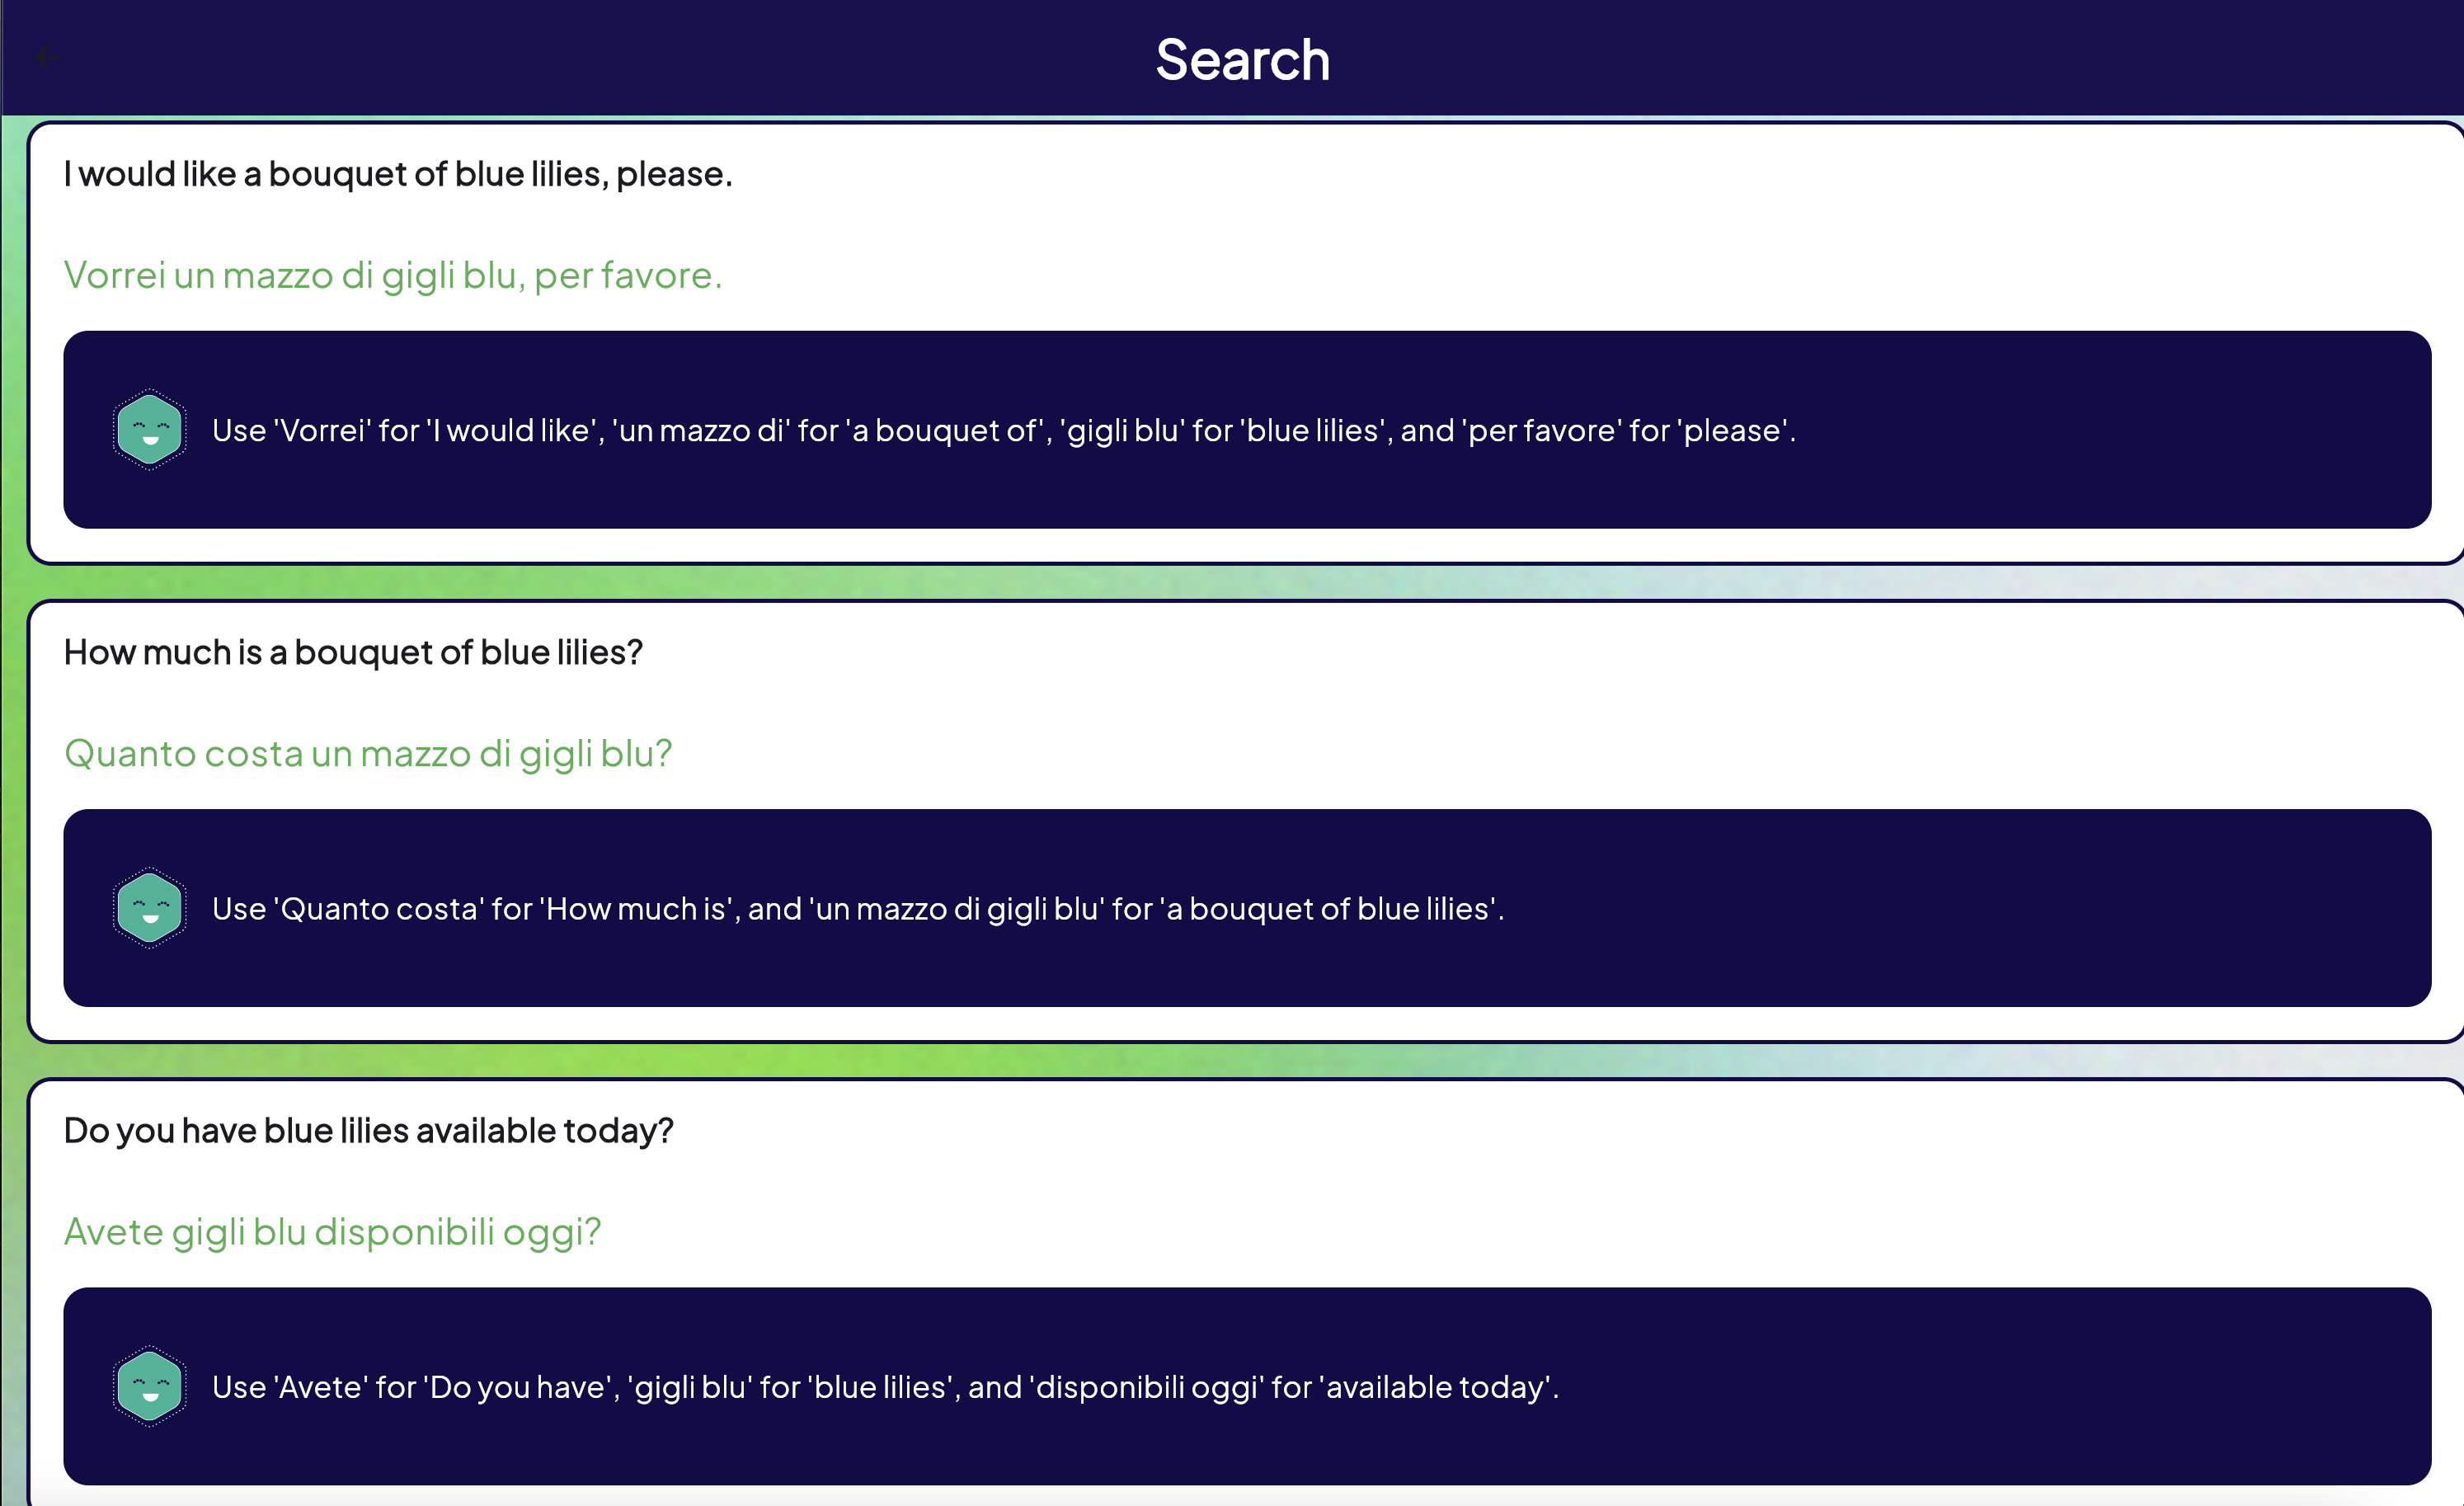 Search
I would like a bouquet of blue lilies, please.
Vorrei un mazzo di gigli blu, per favore.
Use 'Vorrei' for 'I would like', 'un mazzo di' for 'a bouquet of', 'gigli blu' for 'blue lilies', and 'per favore' for 'please'.
How much is a bouquet of blue lilies?
Quanto costa un mazzo di gigli blu?
Use 'Quanto costa' for 'How much is', and 'un mazzo di gigli blu' for 'a bouquet of blue lilies'.
Do you have blue lilies available today?
Avete gigli blu disponibili oggi?
Use 'Avete' for 'Do you have', 'gigli blu' for 'blue lilies', and 'disponibili oggi' for 'available today'.